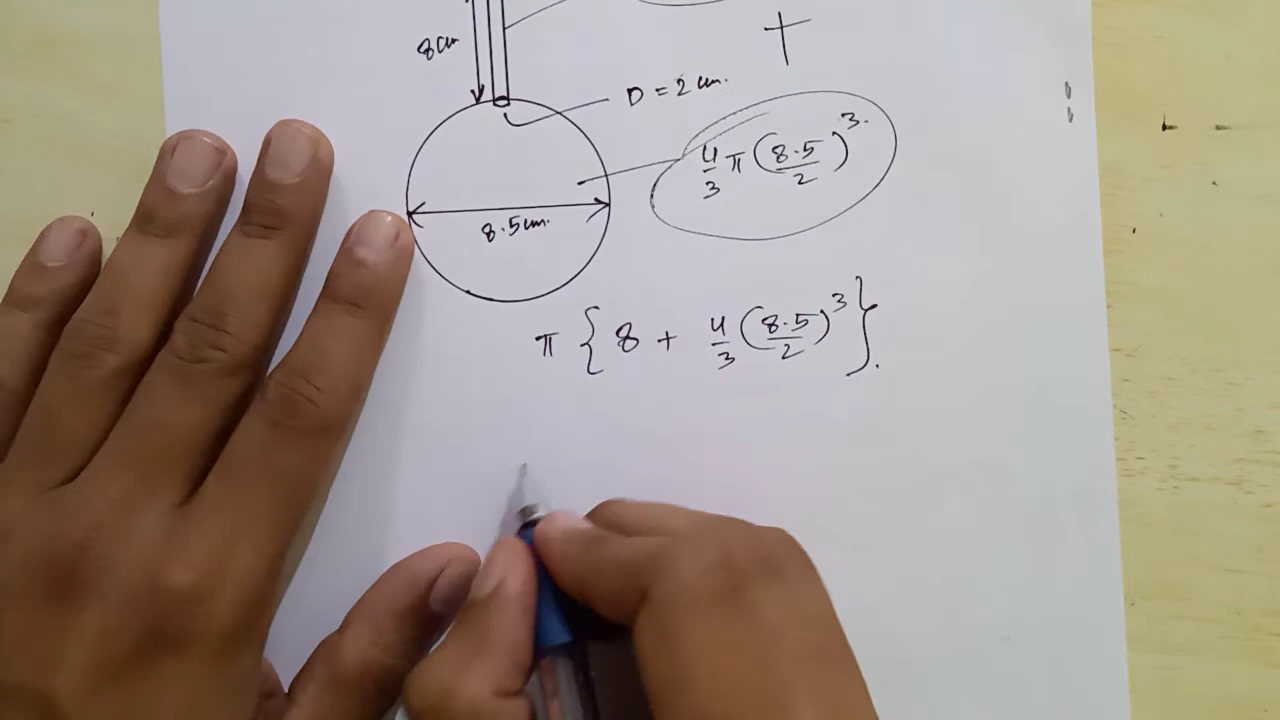 8cm
D = 2 cm.
4/3 π (8.5/2)^3.
8.5cm.
π { 8 + 4/3 (8.5/2)^3 }.